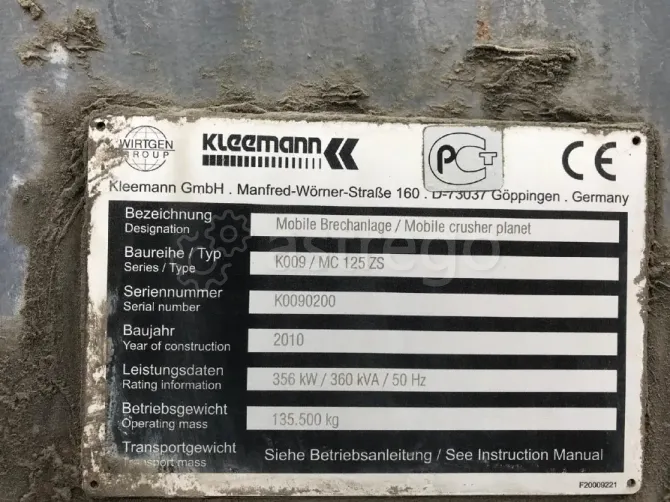 WIRTGEN
GROUP
KLEEMANN
PCT
CE
Kleemann GmbH . Manfred-Wörner-Straße 160 . D-73037 Göppingen . Germany
Bezeichnung
Designation
Mobile Brechanlage / Mobile crusher planet
Baureihe / Typ
Series / Type
K009 / MC 125 ZS
astrego
Seriennummer
Serial number
K0090200
Baujahr
Year of construction
2010
Leistungsdaten
Rating information
356 kW / 360 kVA / 50 Hz
Betriebsgewicht
Operating mass
135.500 kg
Transportgewicht
Transport mass
Siehe Betriebsanleitung / See Instruction Manual
F20009221